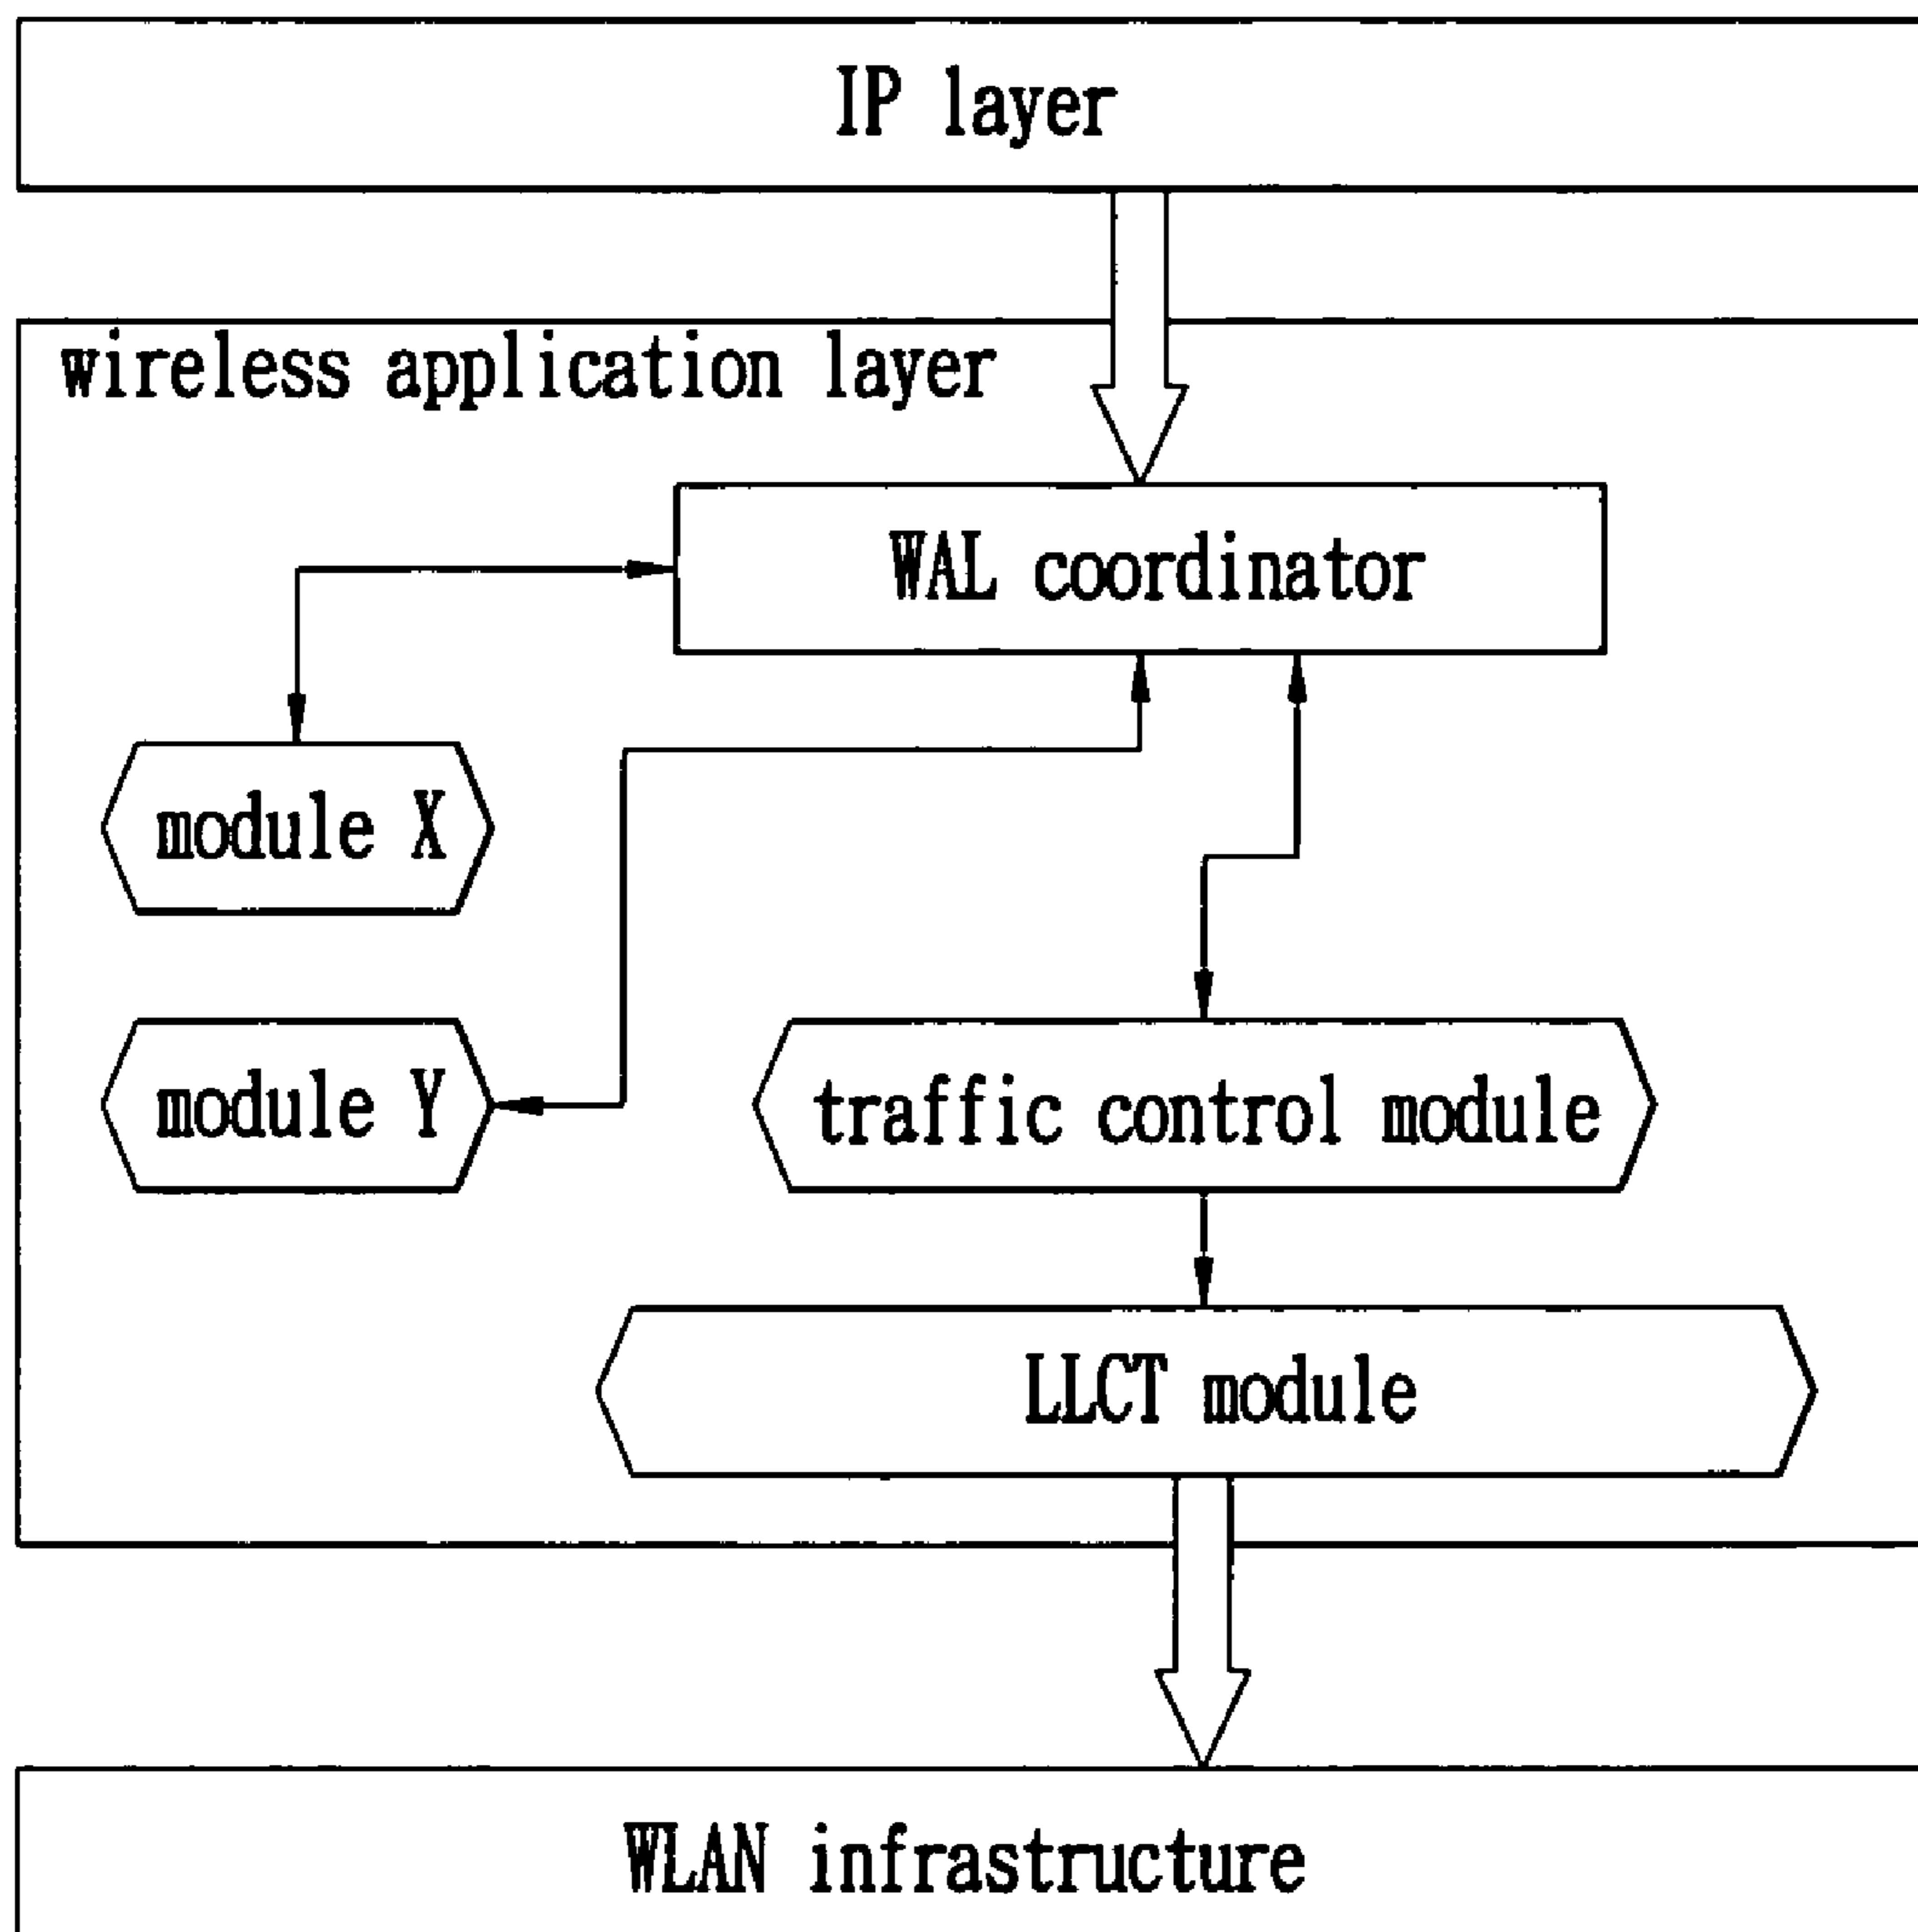 IP layer
wireless application layer
WAL coordinator
module X
module Y
traffic control module
LLCT module
WLAN infrastructure